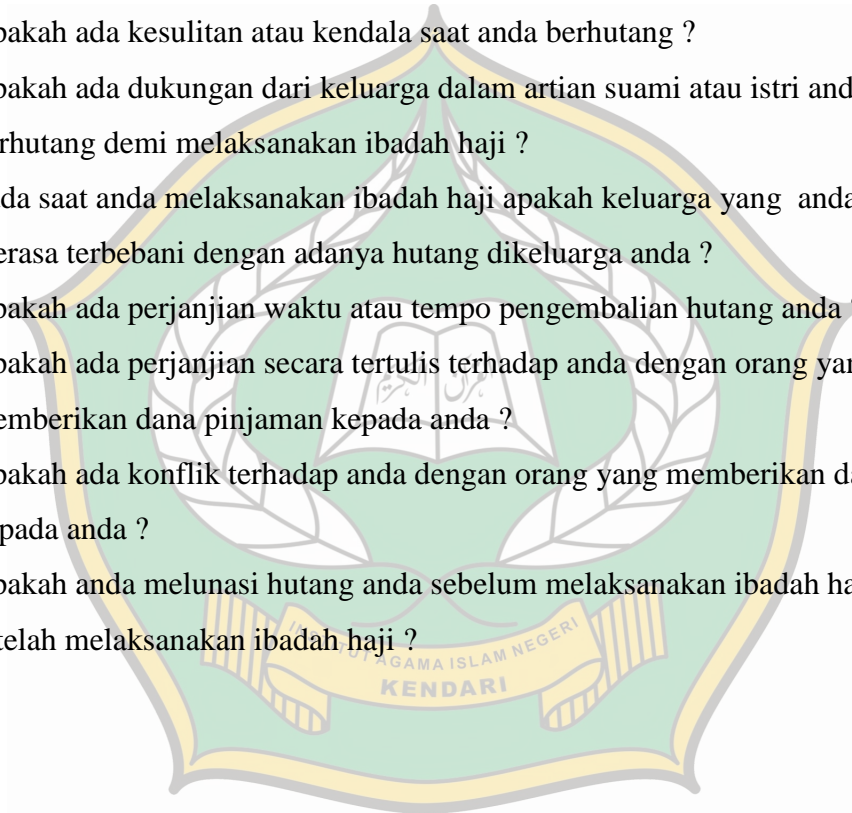 pakah ada kesulitan atau kendala saat anda berhutang ?
pakah ada dukungan dari keluarga dalam artian suami atau istri and
rhutang demi melaksanakan ibadah haji ?
ada saat anda melaksanakan ibadah haji apakah keluarga yang anda
erasa terbebani dengan adanya hutang dikeluarga anda ?
pakah ada perjanjian waktu atau tempo pengembalian hutang anda ?
pakah ada perjanjian secara tertulis terhadap anda dengan orang yan
emberikan dana pinjaman kepada anda ?
القرآن الكريم
pakah ada konflik terhadap anda dengan orang yang memberikan da
pada anda ?
pakah anda melunasi hutang anda sebelum melaksanakan ibadah ha
telah melaksanakan ibadah haji ?
INSTITUT AGAMA ISLAM NEGERI
KENDARI